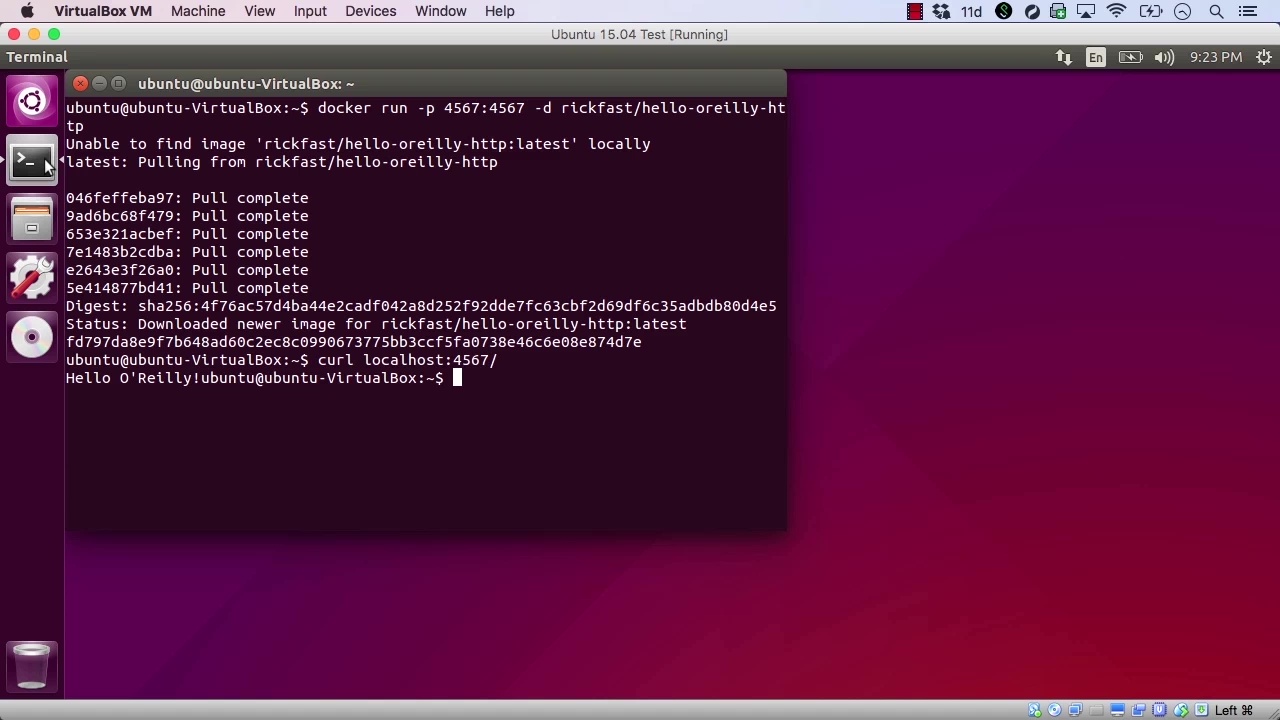 VirtualBox VM Machine View Input Devices Window Help 11d
Ubuntu 15.04 Test [Running]
Terminal En 9:23 PM
ubuntu@ubuntu-VirtualBox: ~
ubuntu@ubuntu-VirtualBox:~$ docker run -p 4567:4567 -d rickfast/hello-oreilly-ht
tp
Unable to find image 'rickfast/hello-oreilly-http:latest' locally
latest: Pulling from rickfast/hello-oreilly-http
046feffeba97: Pull complete
9ad6bc68f479: Pull complete
653e321acbef: Pull complete
7e1483b2cdba: Pull complete
e2643e3f26a0: Pull complete
5e414877bd41: Pull complete
Digest: sha256:4f76ac57d4ba44e2cadf042a8d252f92dde7fc63cbf2d69df6c35adbdb80d4e5
Status: Downloaded newer image for rickfast/hello-oreilly-http:latest
fd797da8e9f7b648ad60c2ec8c0990673775bb3ccf5fa0738e46c6e08e874d7e
ubuntu@ubuntu-VirtualBox:~$ curl localhost:4567/
Hello O'Reilly!ubuntu@ubuntu-VirtualBox:~$
Left ⌘